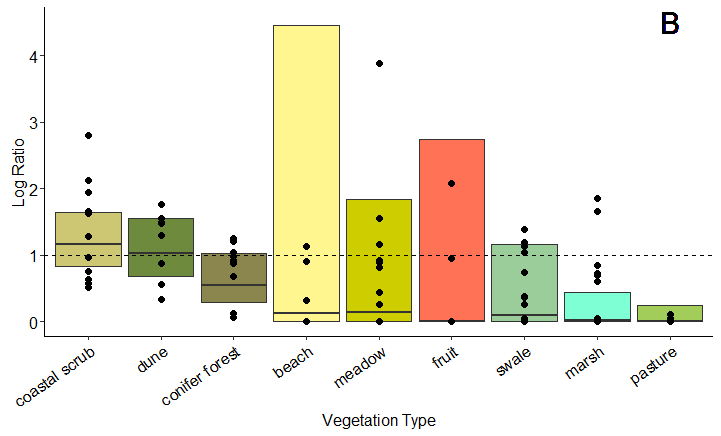 B
4
3
2
1
0
Log Ratio
coastal scrub
dune
conifer forest
beach
meadow
fruit
swale
marsh
pasture
Vegetation Type